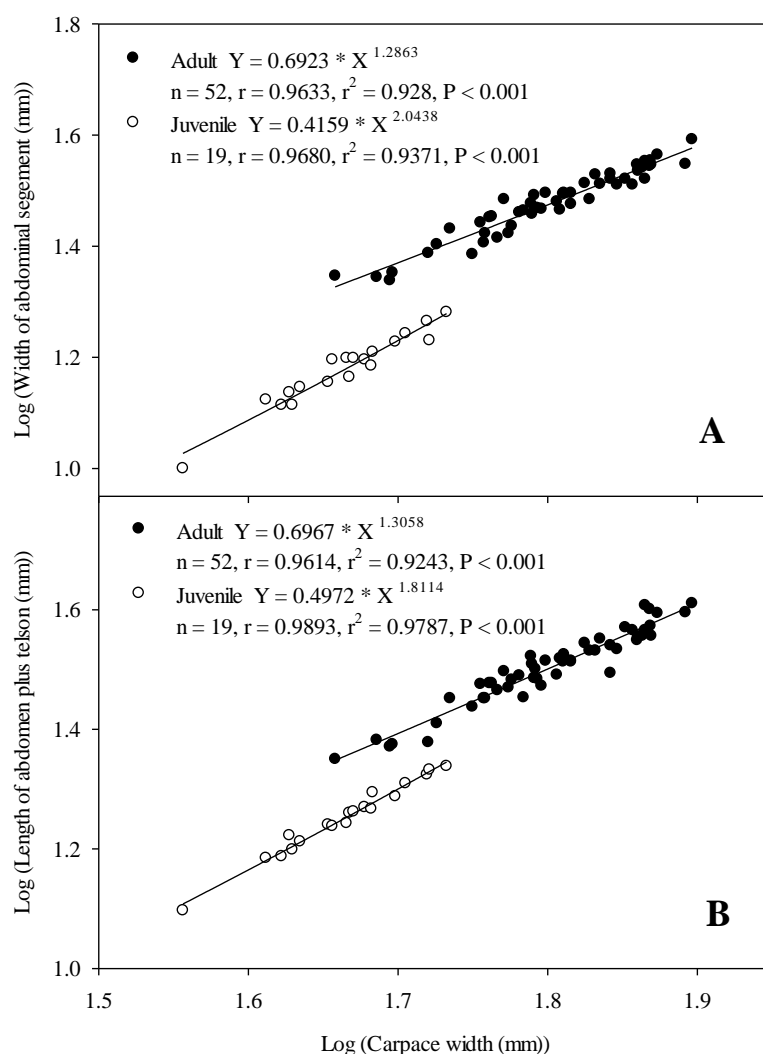 1.8
Adult Y = 0.6923 * X^1.2863
n = 52, r = 0.9633, r² = 0.928, P < 0.001
Juvenile Y = 0.4159 * X^2.0438
n = 19, r = 0.9680, r² = 0.9371, P < 0.001
1.6
1.4
1.2
1.0
Log (Width of abdominal segement (mm))
A
Adult Y = 0.6967 * X^1.3058
n = 52, r = 0.9614, r² = 0.9243, P < 0.001
Juvenile Y = 0.4972 * X^1.8114
n = 19, r = 0.9893, r² = 0.9787, P < 0.001
1.6
1.4
1.2
1.0
Log (Length of abdomen plus telson (mm))
B
1.5 1.6 1.7 1.8 1.9
Log (Carpace width (mm))